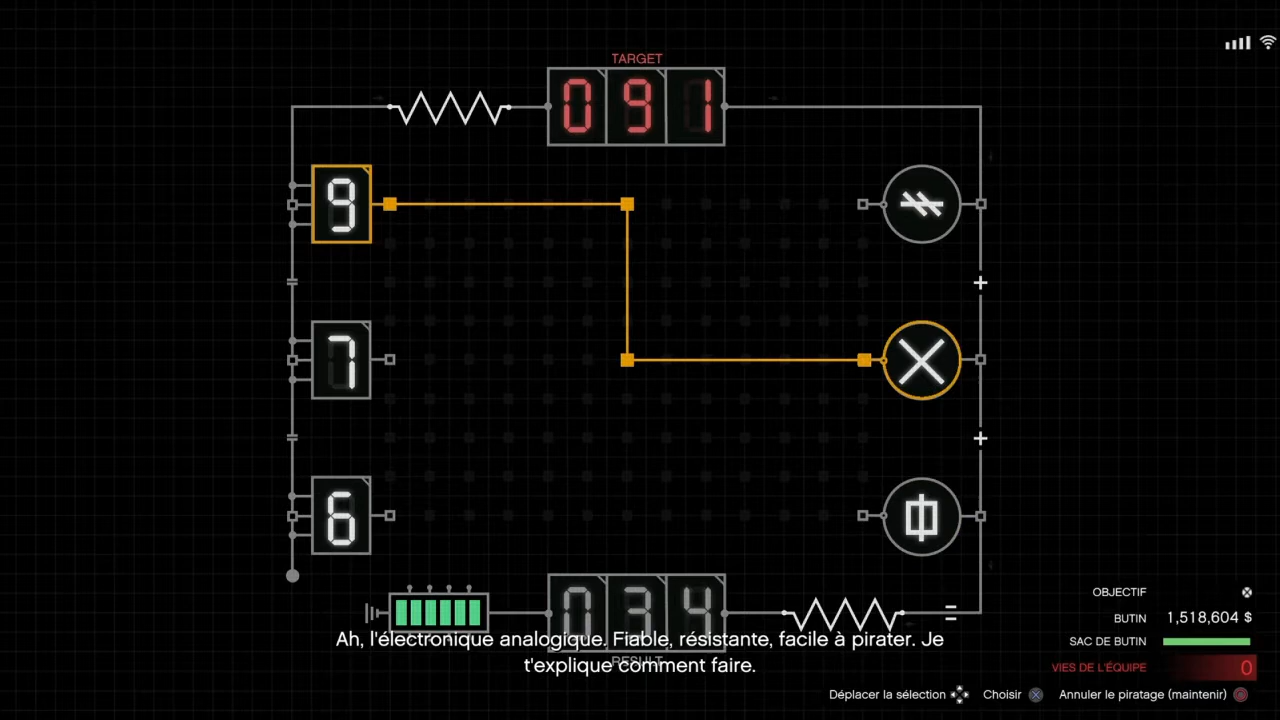 TARGET
091
9
7
+
6
+
034
=
RESULT
Ah, l'électronique analogique. Fiable, résistante, facile à pirater. Je
t'explique comment faire.
OBJECTIF
BUTIN 1,518,604 $
SAC DE BUTIN
VIES DE L'ÉQUIPE 0
Déplacer la sélection Choisir Annuler le piratage (maintenir)